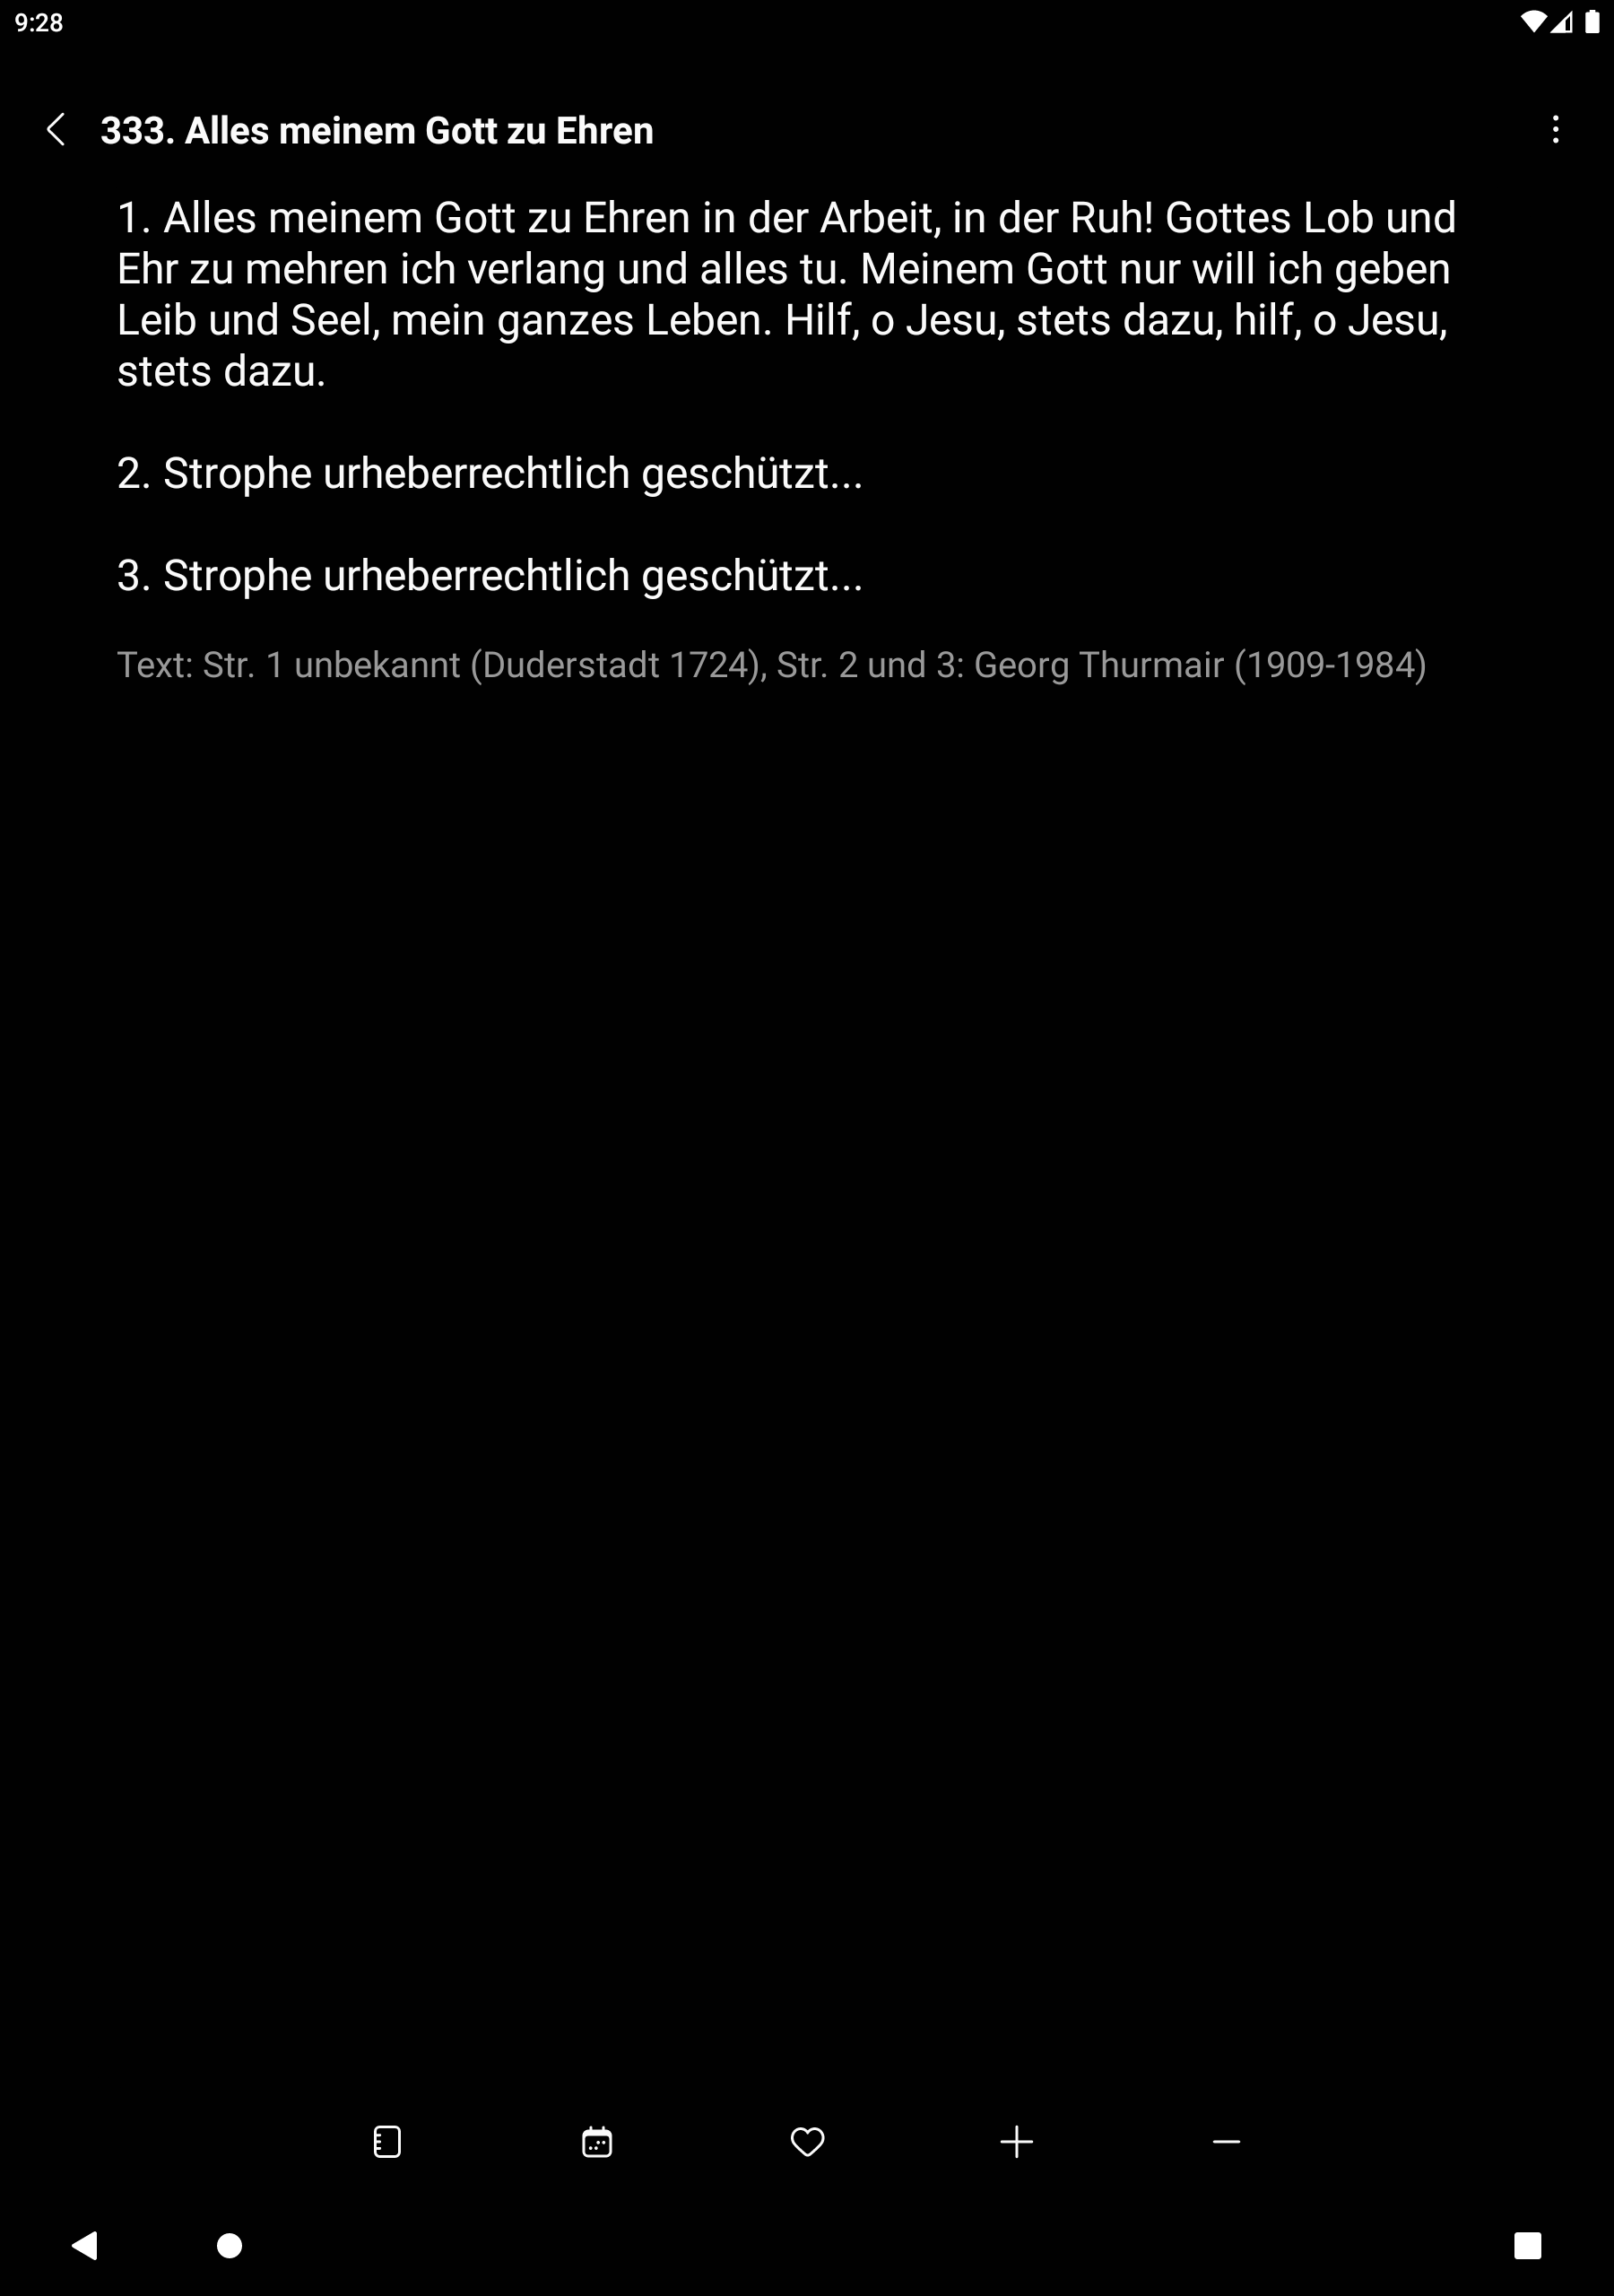 9:28
333. Alles meinem Gott zu Ehren
1. Alles meinem Gott zu Ehren in der Arbeit, in der Ruh! Gottes Lob und
Ehr zu mehren ich verlang und alles tu. Meinem Gott nur will ich geben
Leib und Seel, mein ganzes Leben. Hilf, o Jesu, stets dazu, hilf, o Jesu,
stets dazu.
2. Strophe urheberrechtlich geschützt...
3. Strophe urheberrechtlich geschützt...
Text: Str. 1 unbekannt (Duderstadt 1724), Str. 2 und 3: Georg Thurmair (1909-1984)